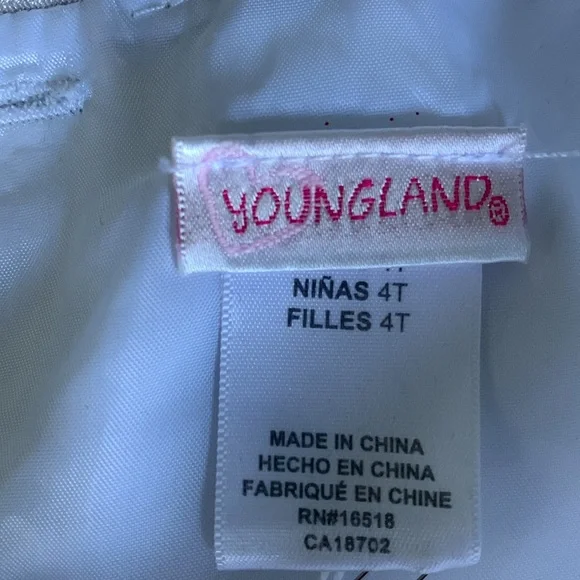 YOUNGLAND®
NIÑAS 4T
FILLES 4T
MADE IN CHINA
HECHO EN CHINA
FABRIQUÉ EN CHINE
RN#16518
CA18702